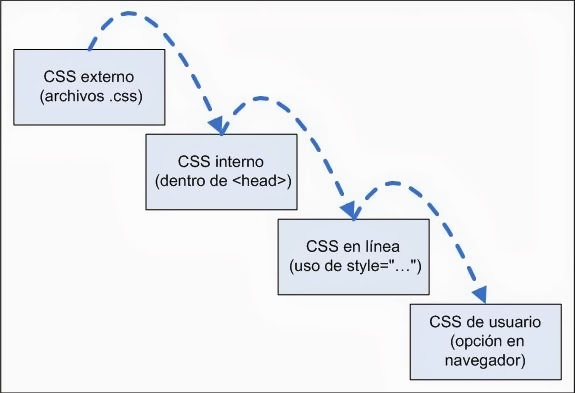 CSS externo
(archivos .css)
CSS interno
(dentro de <head>)
CSS en línea
(uso de style="...")
CSS de usuario
(opción en
navegador)